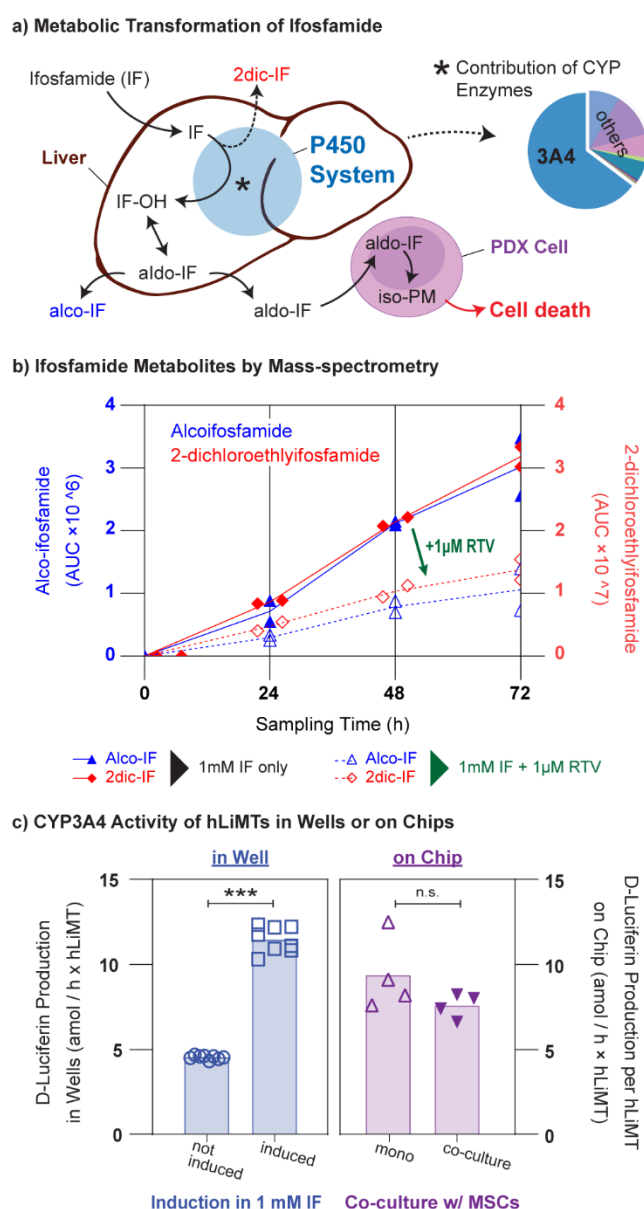 a) Metabolic Transformation of Ifosfamide
Ifosfamide (IF)
2dic-IF
* Contribution of CYP
Enzymes
IF
Liver
P450
System
*
3A4
others
IF-OH
aldo-IF
alco-IF
aldo-IF
aldo-IF
iso-PM
PDX Cell
Cell death
b) Ifosfamide Metabolites by Mass-spectrometry
Alco-ifosfamide
(AUC ×10 ^6)
4
3
2
1
0
Alcoifosfamide
2-dichloroethlyifosfamide
+1µM RTV
4
3
2
1
0
2-dichloroethlyifosfamide
(AUC ×10 ^7)
0
24
48
72
Sampling Time (h)
Alco-IF
2dic-IF
1mM IF only
Alco-IF
2dic-IF
1mM IF + 1µM RTV
c) CYP3A4 Activity of hLiMTs in Wells or on Chips
in Well
on Chip
D-Luciferin Production
in Wells (amol / h x hLiMT)
15
10
5
0
***
n.s.
15
10
5
0
D-Luciferin Production per hLiMT
on Chip (amol / h × hLiMT)
not
induced
induced
mono
co-culture
Induction in 1 mM IF
Co-culture w/ MSCs